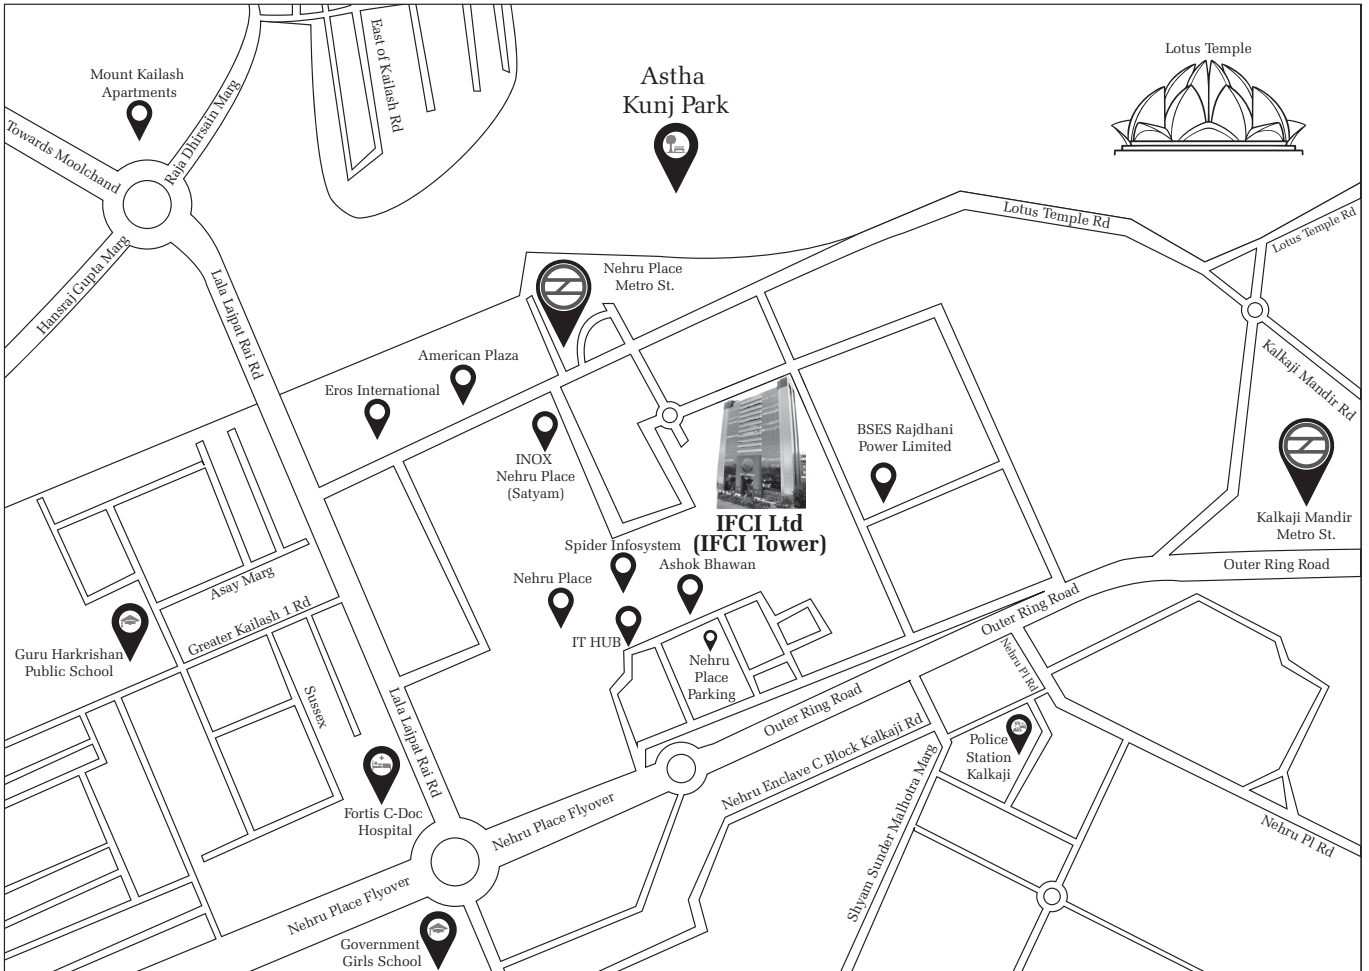 Lotus Temple
Mount Kailash
Apartments
East of Kailash Rd
Astha
Kunj Park
Raja Dhirsain Marg
Towards Moolchand
Hansraj Gupta Marg
Lala Lajpat Rai Rd
Lotus Temple Rd
Lotus Temple Rd
Nehru Place
Metro St.
American Plaza
Eros International
Kalkaji Mandir Rd
BSES Rajdhani
Power Limited
INOX
Nehru Place
(Satyam)
Kalkaji Mandir
Metro St.
IFCI Ltd
(IFCI Tower)
Spider Infosystem
Ashok Bhawan
Nehru Place
Outer Ring Road
Asay Marg
Greater Kailash 1 Rd
Outer Ring Road
IT HUB
Guru Harkrishan
Public School
Nehru
Place
Parking
Nehru Pl Rd
Sussex
Lala Lajpat Rai Rd
Outer Ring Road
Nehru Enclave C Block Kalkaji Rd
Police
Station
Kalkaji
Shyam Sunder Malhotra Marg
Fortis C-Doc
Hospital
Nehru Place Flyover
Nehru Pl Rd
Nehru Place Flyover
Government
Girls School